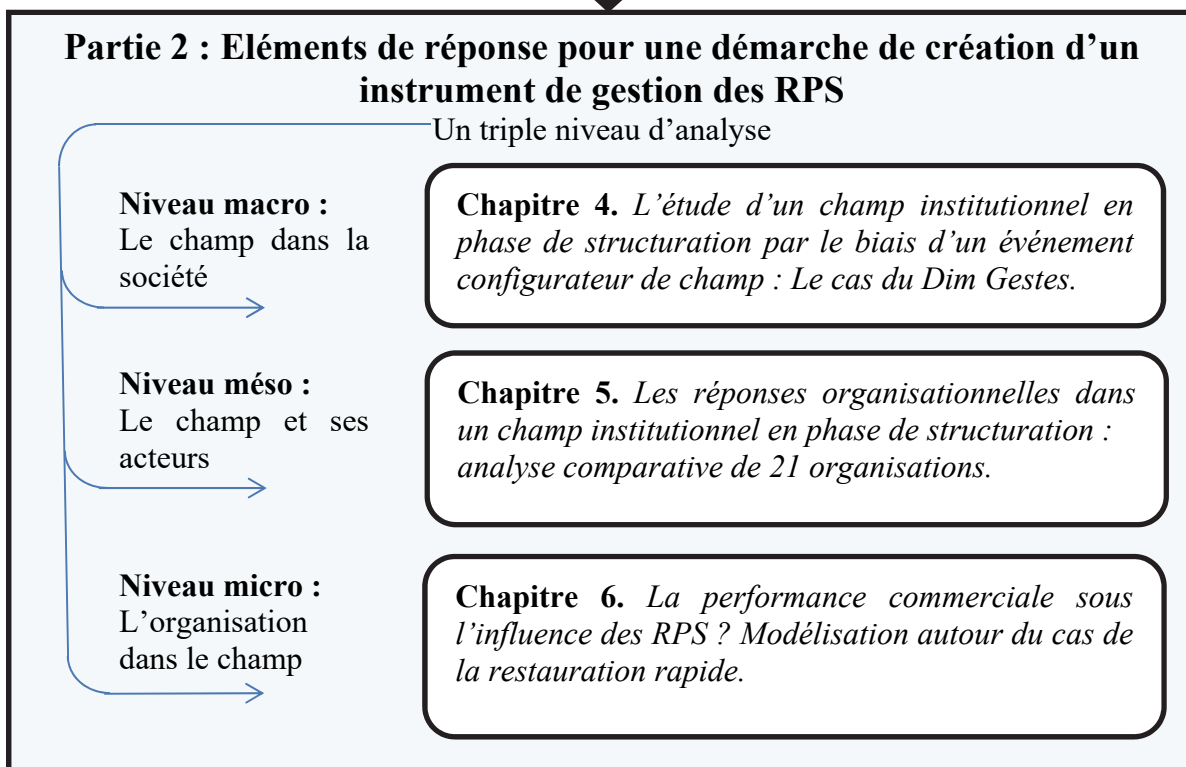 Partie 2 : Eléments de réponse pour une démarche de création d’un
instrument de gestion des RPS
Un triple niveau d’analyse
Niveau macro :
Le champ dans la
société
Chapitre 4. L’étude d’un champ institutionnel en
phase de structuration par le biais d’un événement
configurateur de champ : Le cas du Dim Gestes.
Niveau méso :
Le champ et ses
acteurs
Chapitre 5. Les réponses organisationnelles dans
un champ institutionnel en phase de structuration :
analyse comparative de 21 organisations.
Niveau micro :
L’organisation
dans le champ
Chapitre 6. La performance commerciale sous
l’influence des RPS ? Modélisation autour du cas de
la restauration rapide.